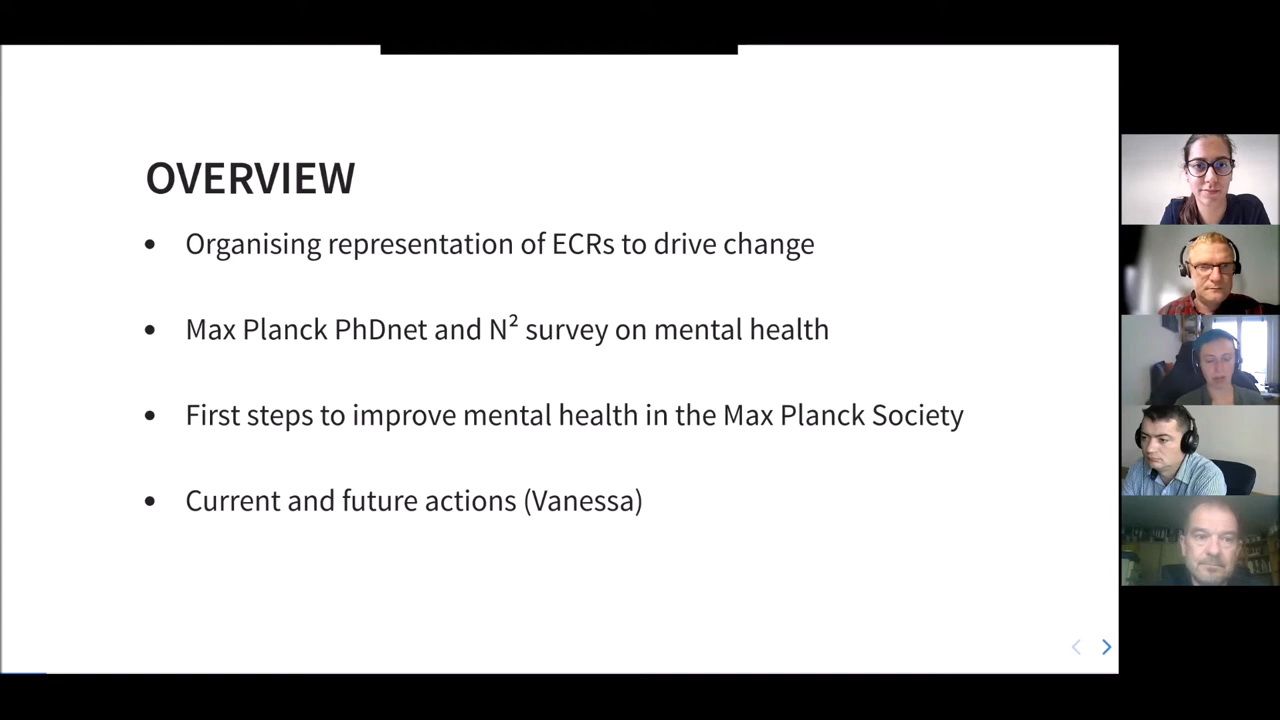 OVERVIEW
• Organising representation of ECRs to drive change
• Max Planck PhDnet and N² survey on mental health
• First steps to improve mental health in the Max Planck Society
• Current and future actions (Vanessa)